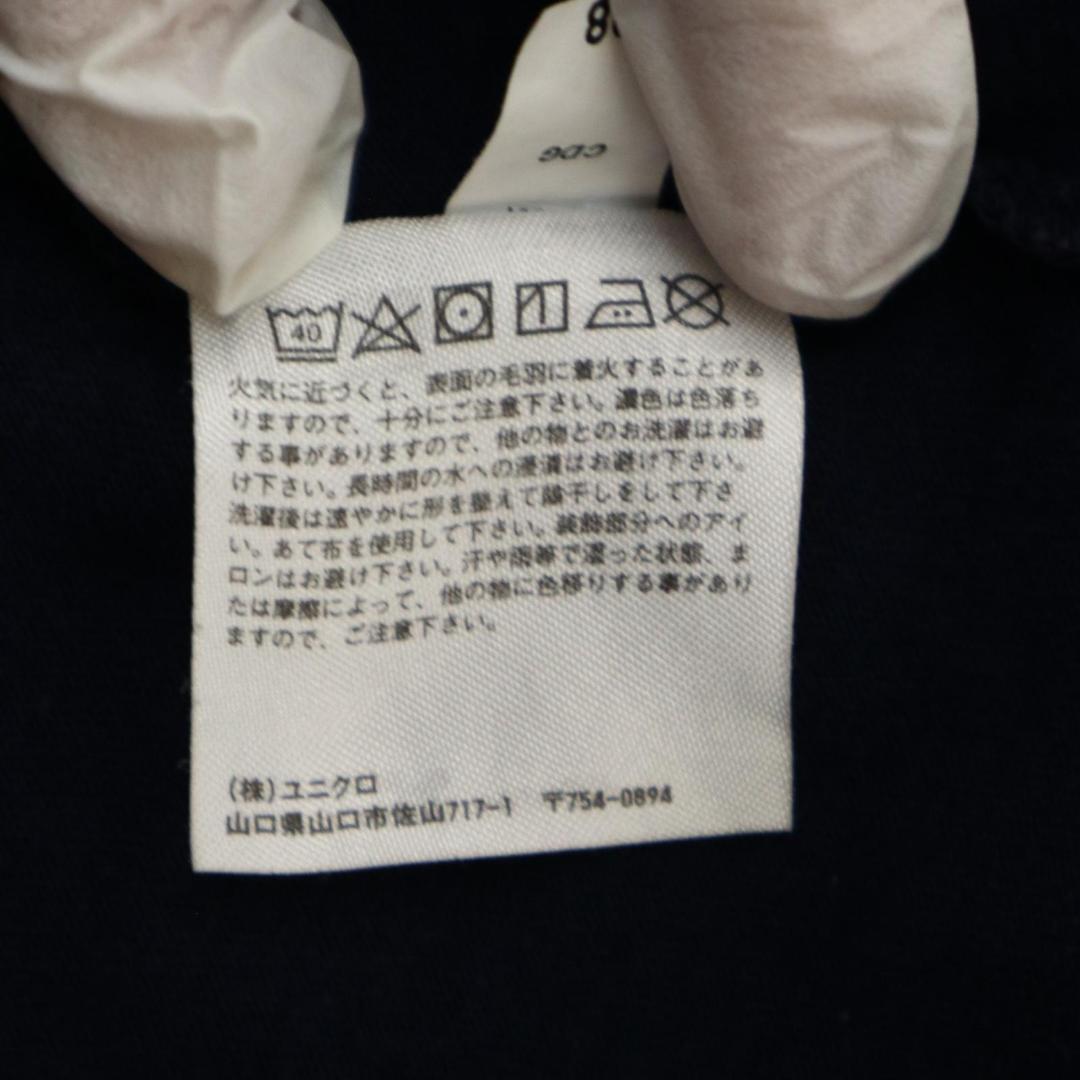 40
火気に近づくと、表面の毛羽に着火することがあ
りますので、十分にご注意下さい。濃色は色落ち
する事がありますので、他の物とのお洗濯はお避
け下さい。長時間の水への浸漬はお避け下さい。
洗濯後は速やかに形を整えて陰干しをして下さ
い。あて布を使用して下さい。装飾部分へのアイ
ロンはお避け下さい。汗や雨等で湿った状態、ま
たは摩擦によって、他の物に色移りする事があり
ますので、ご注意下さい。
(株)ユニクロ
山口県山口市佐山717-1 〒754-0894